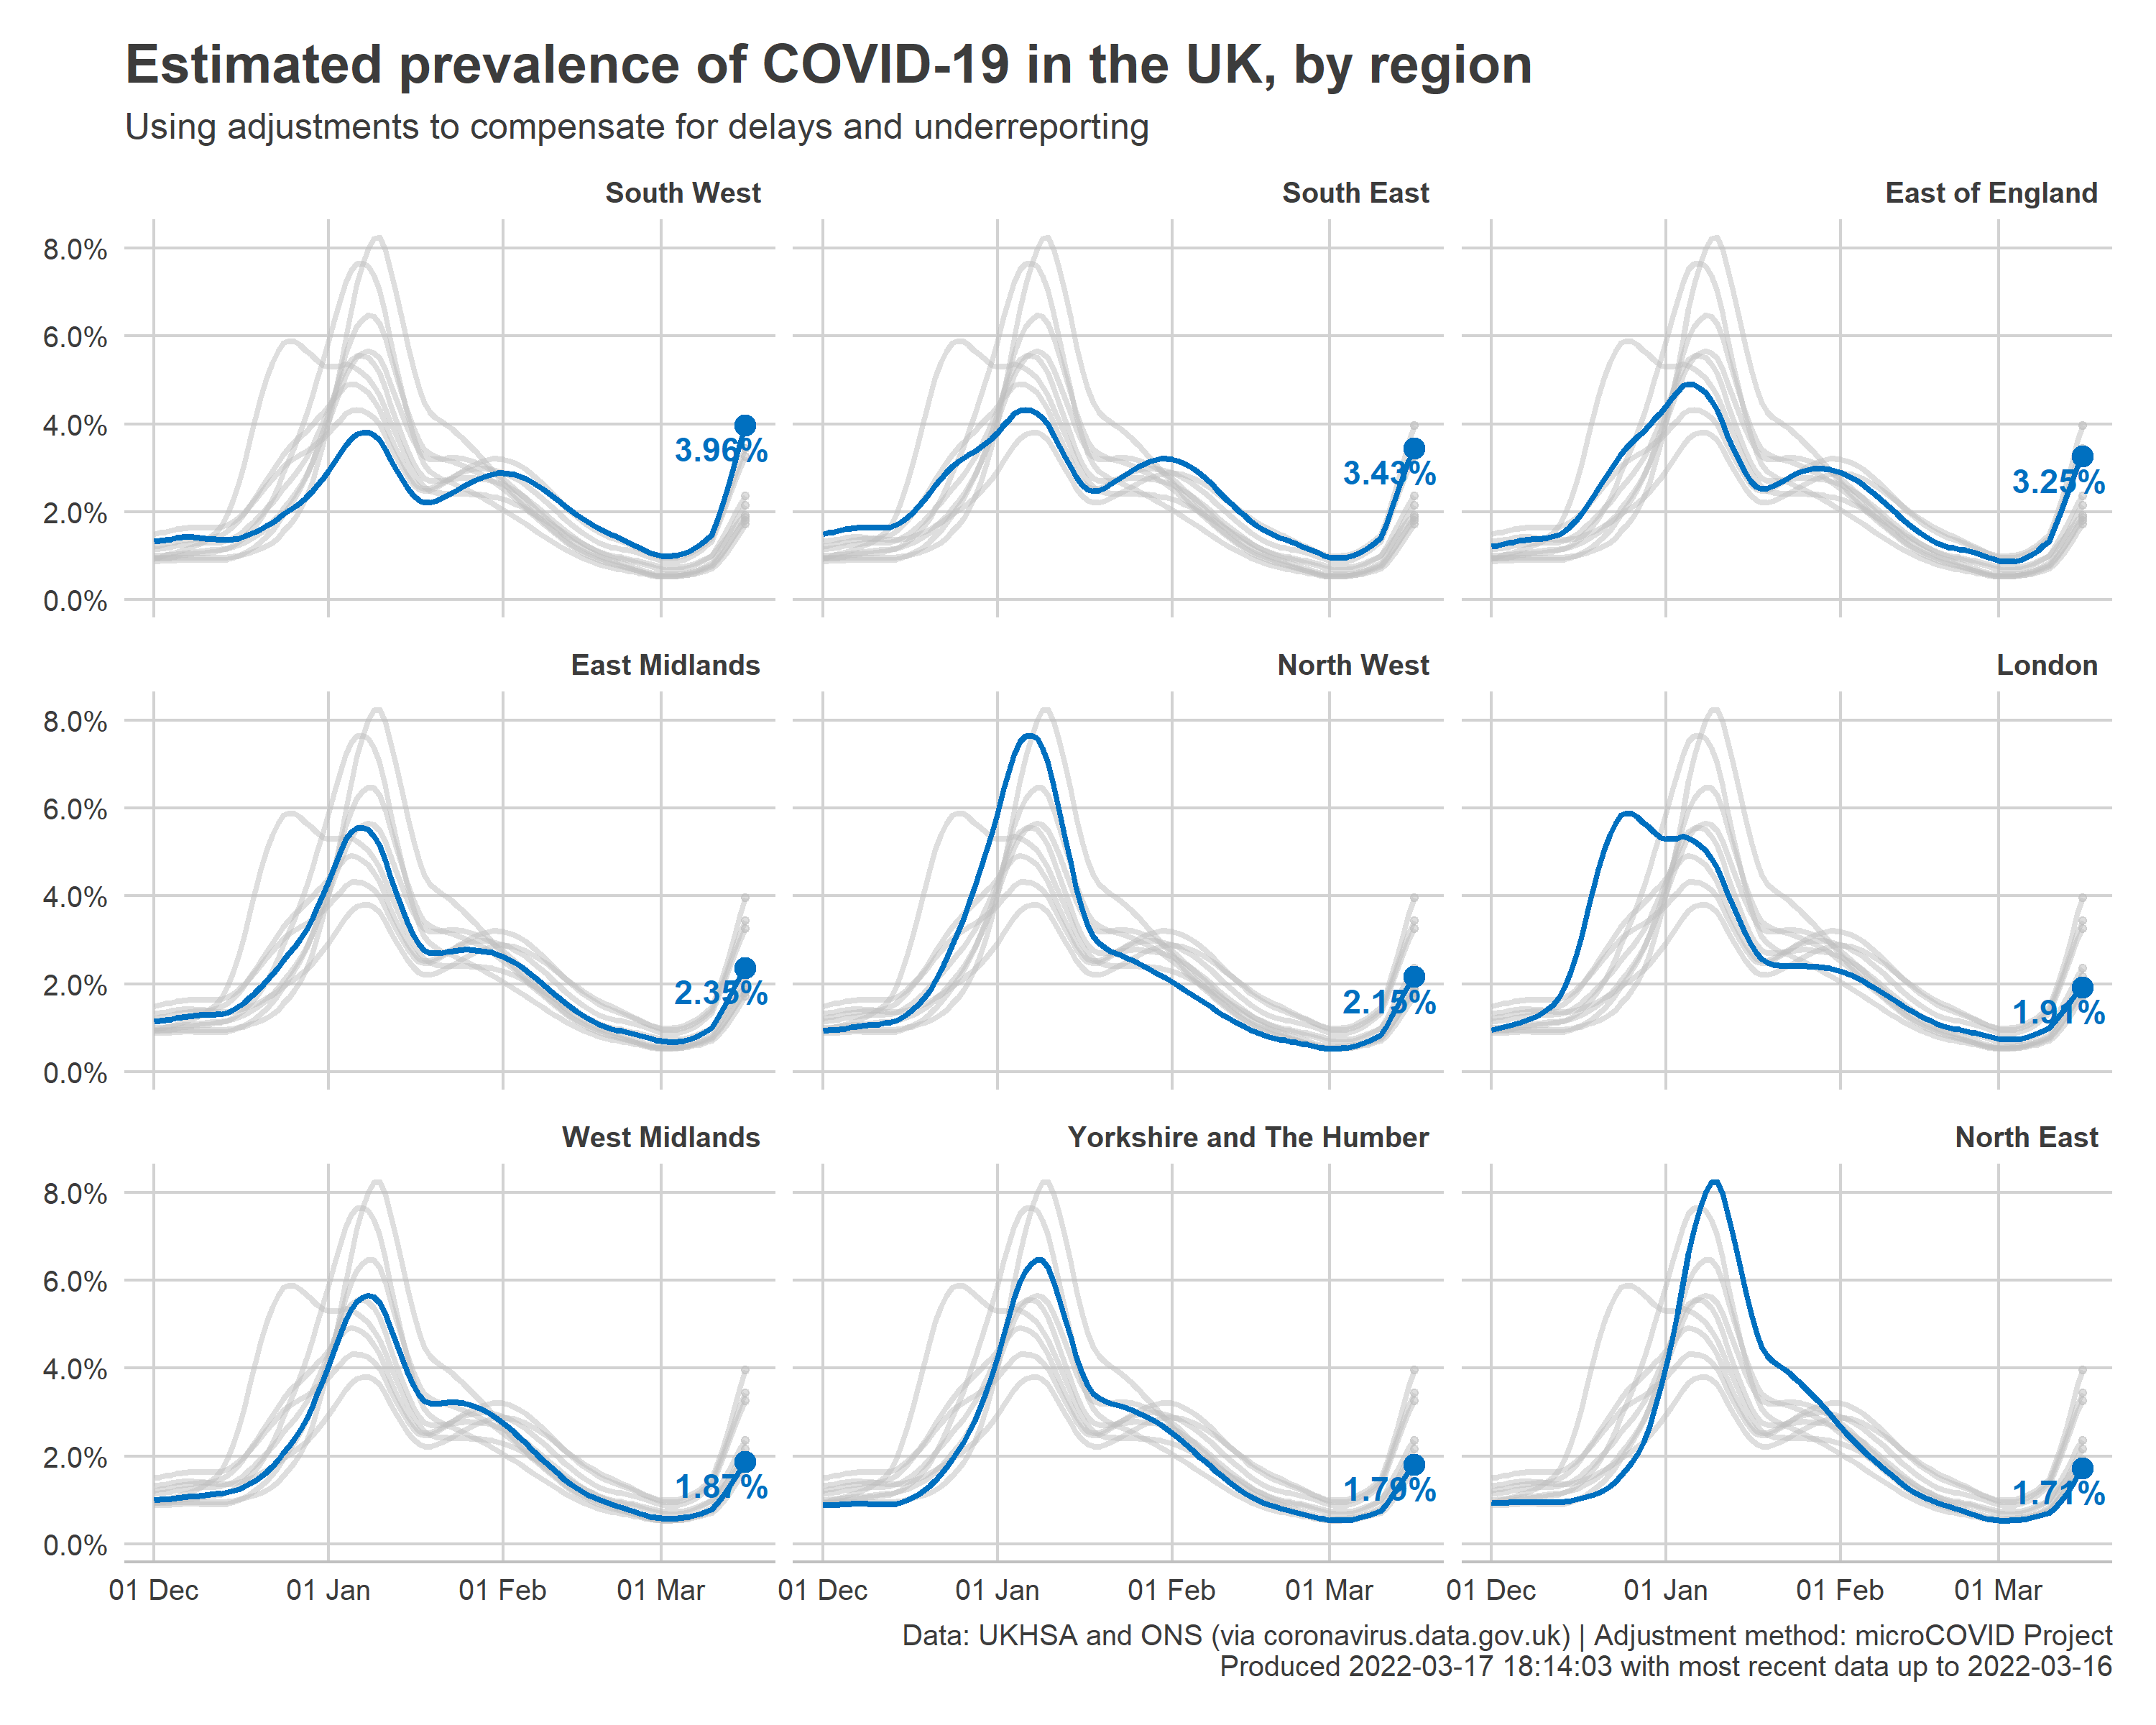 Estimated prevalence of COVID-19 in the UK, by region
Using adjustments to compensate for delays and underreporting
South West
South East
East of England
8.0%
6.0%
4.0%
2.0%
0.0%
3.96%
3.43%
3.25%
East Midlands
North West
London
8.0%
6.0%
4.0%
2.0%
0.0%
2.35%
2.15%
1.91%
West Midlands
Yorkshire and The Humber
North East
8.0%
6.0%
4.0%
2.0%
0.0%
1.87%
1.79%
1.71%
01 Dec 01 Jan 01 Feb 01 Mar 01 Dec 01 Jan 01 Feb 01 Mar 01 Dec 01 Jan 01 Feb 01 Mar
Data: UKHSA and ONS (via coronavirus.data.gov.uk) | Adjustment method: microCOVID Project
Produced 2022-03-17 18:14:03 with most recent data up to 2022-03-16